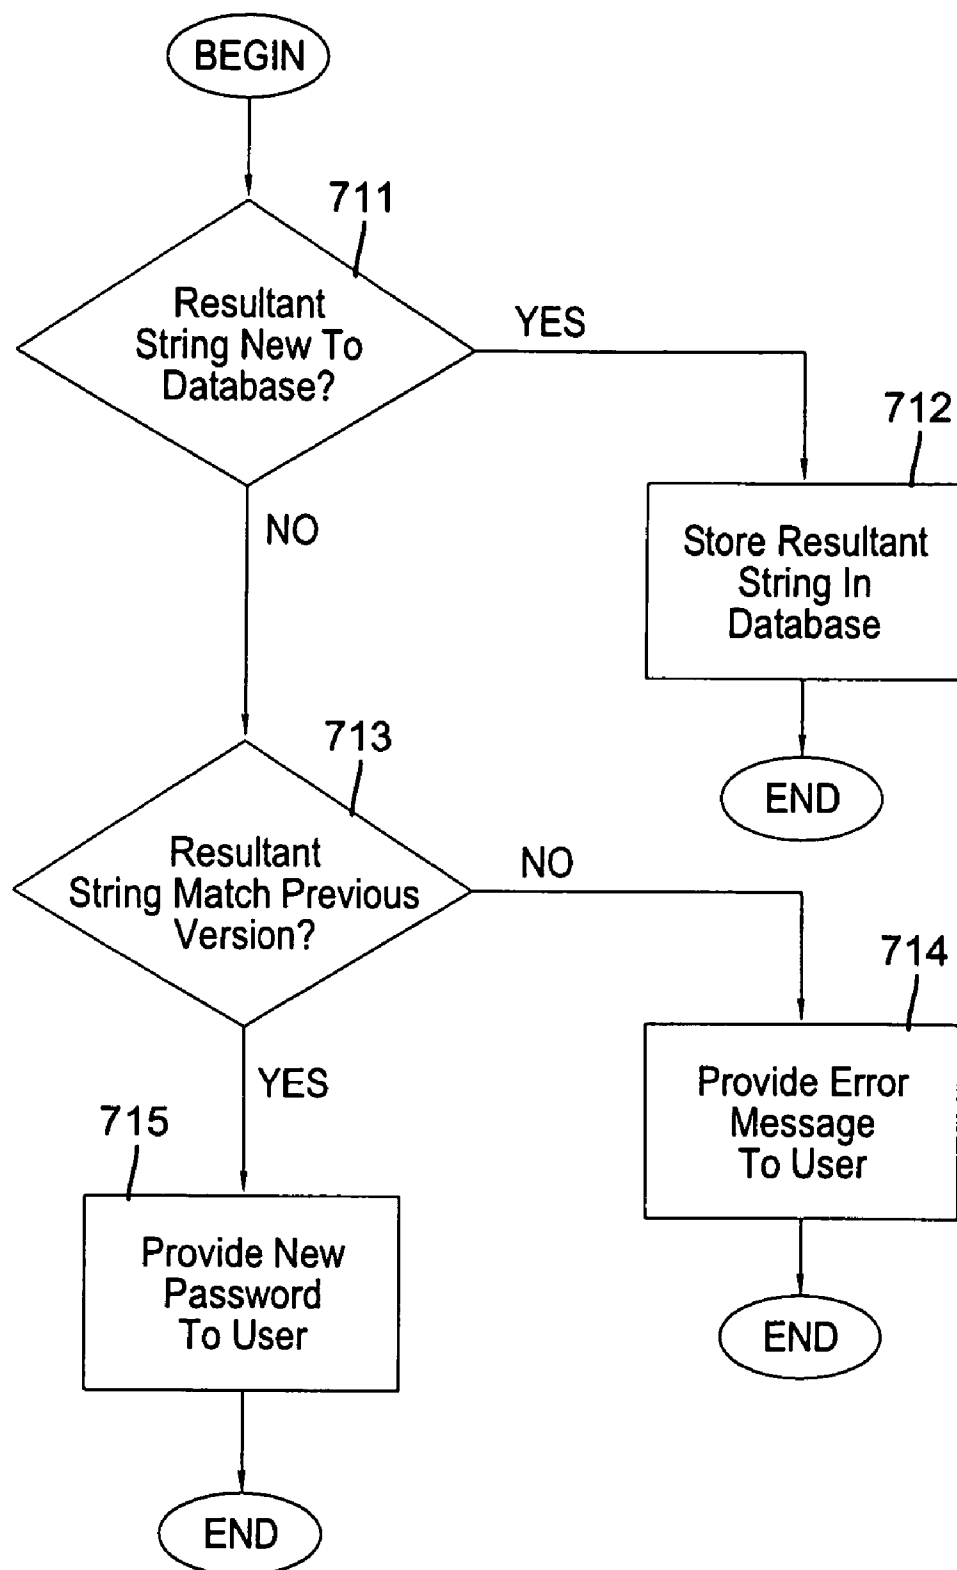 BEGIN
711
Resultant
String New To
Database?
YES
712
Store Resultant
String In
Database
NO
END
713
Resultant
String Match Previous
Version?
NO
714
Provide Error
Message
To User
YES
715
Provide New
Password
To User
END
END